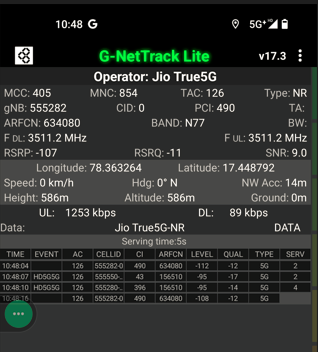 10:48 G 5G+
G-NetTrack Lite v17.3
Operator: Jio True5G
MCC: 405 MNC: 854 TAC: 126 Type: NR
gNB: 555282 CID: 0 PCI: 490 TA:
ARFCN: 634080 BAND: N77 BW:
F DL: 3511.2 MHz F UL: 3511.2 MHz
RSRP: -107 RSRQ: -11 SNR: 9.0
Longitude: 78.363264 Latitude: 17.448792
Speed: 0 km/h Hdg: 0° N NW Acc: 14m
Height: 586m Altitude: 586m Ground: 0m
UL: 1253 kbps DL: 89 kbps
Data: Jio True5G-NR DATA
Serving time:5s
TIME EVENT AC CELLID CI ARFCN LEVEL QUAL TYPE SERV
10:48:04 126 555282-0 490 634080 -112 -12 5G 2
10:48:07 HO5G5G 126 555550-.. 43 156510 -95 -17 5G 2
10:48:10 HO5G5G 126 555280-.. 396 156510 -95 -14 5G 4
10:48:16 126 555282-0 490 634080 -108 -12 5G